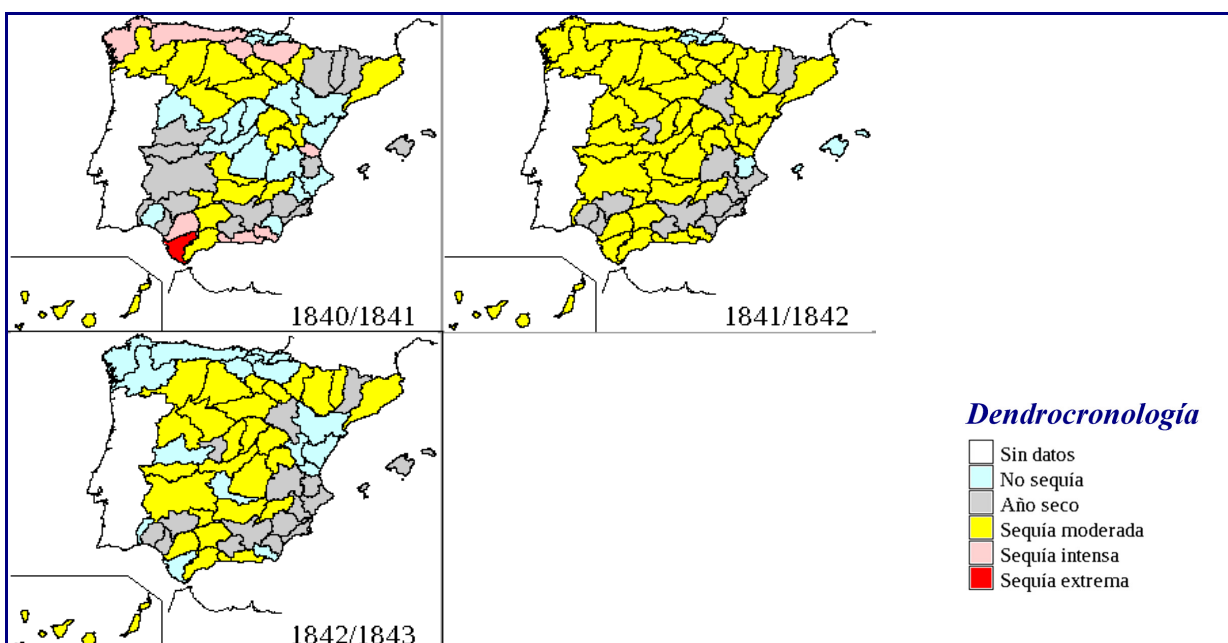 1840/1841
1841/1842
1842/1843
Dendrocronología
Sin datos
No sequía
Año seco
Sequía moderada
Sequía intensa
Sequía extrema